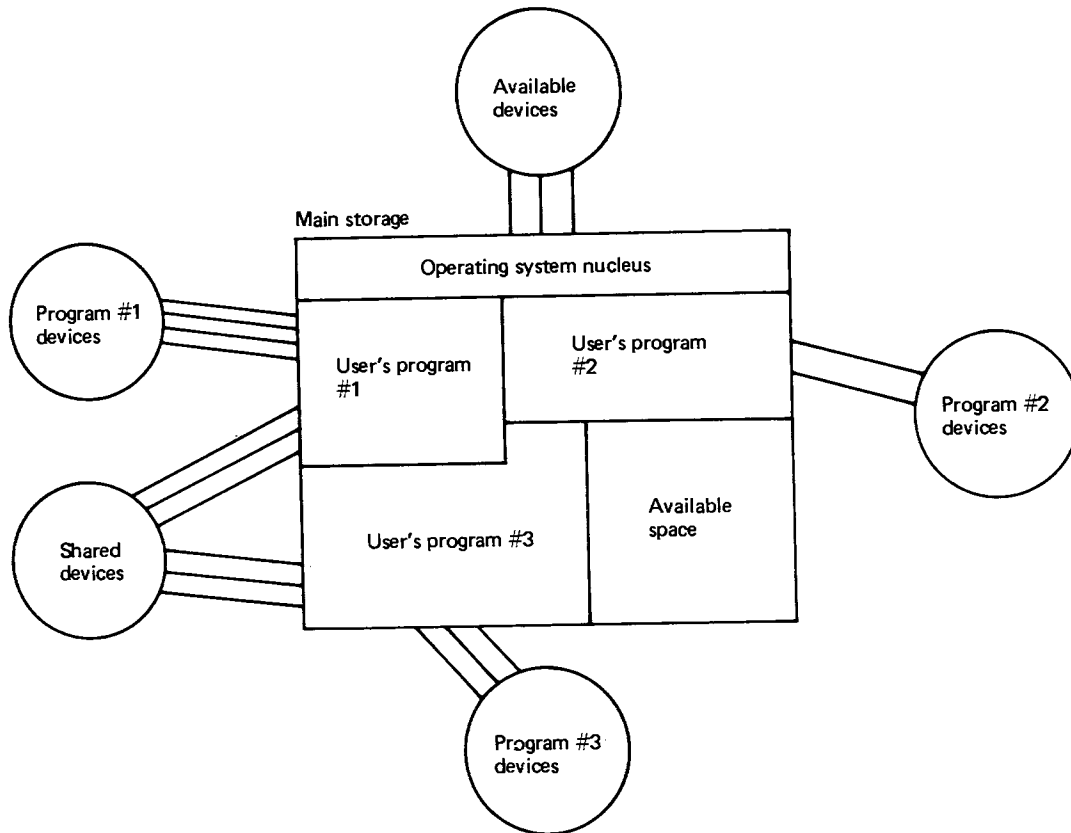 Available
devices
Main storage
Operating system nucleus
Program #1
devices
User's program
#1
User's program
#2
Program #2
devices
Shared
devices
User's program #3
Available
space
Program #3
devices